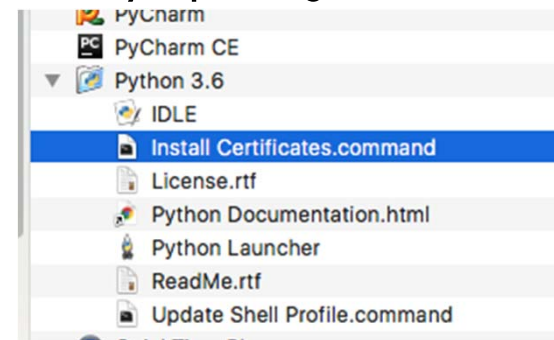 PyCharm
PyCharm CE
Python 3.6
IDLE
Install Certificates.command
License.rtf
Python Documentation.html
Python Launcher
ReadMe.rtf
Update Shell Profile.command